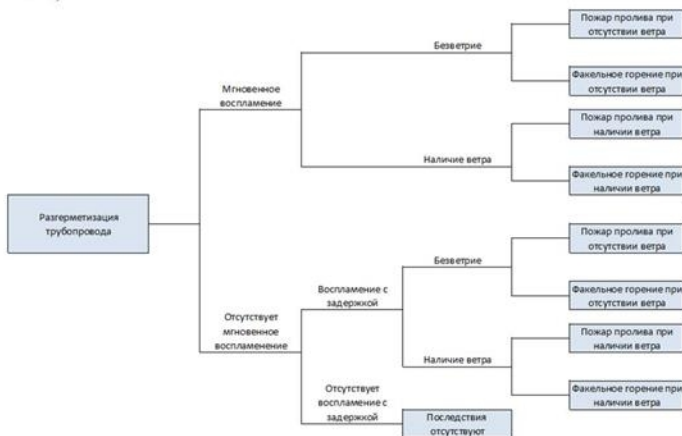 Пожар пролива при
отсутствии ветра
Безветрие
Факельное горение при
отсутствии ветра
Мгновенное
воспламение
Пожар пролива при
наличии ветра
Наличие ветра
Факельное горение при
наличии ветра
Разгерметизация
трубопровода
Пожар пролива при
отсутствии ветра
Безветрие
Воспламение с
задержкой
Факельное горение при
отсутствии ветра
Отсутствует
мгновенное
воспламенение
Пожар пролива при
наличии ветра
Наличие ветра
Факельное горение при
наличии ветра
Отсутствует
воспламение с
задержкой
Последствия
отсутствуют